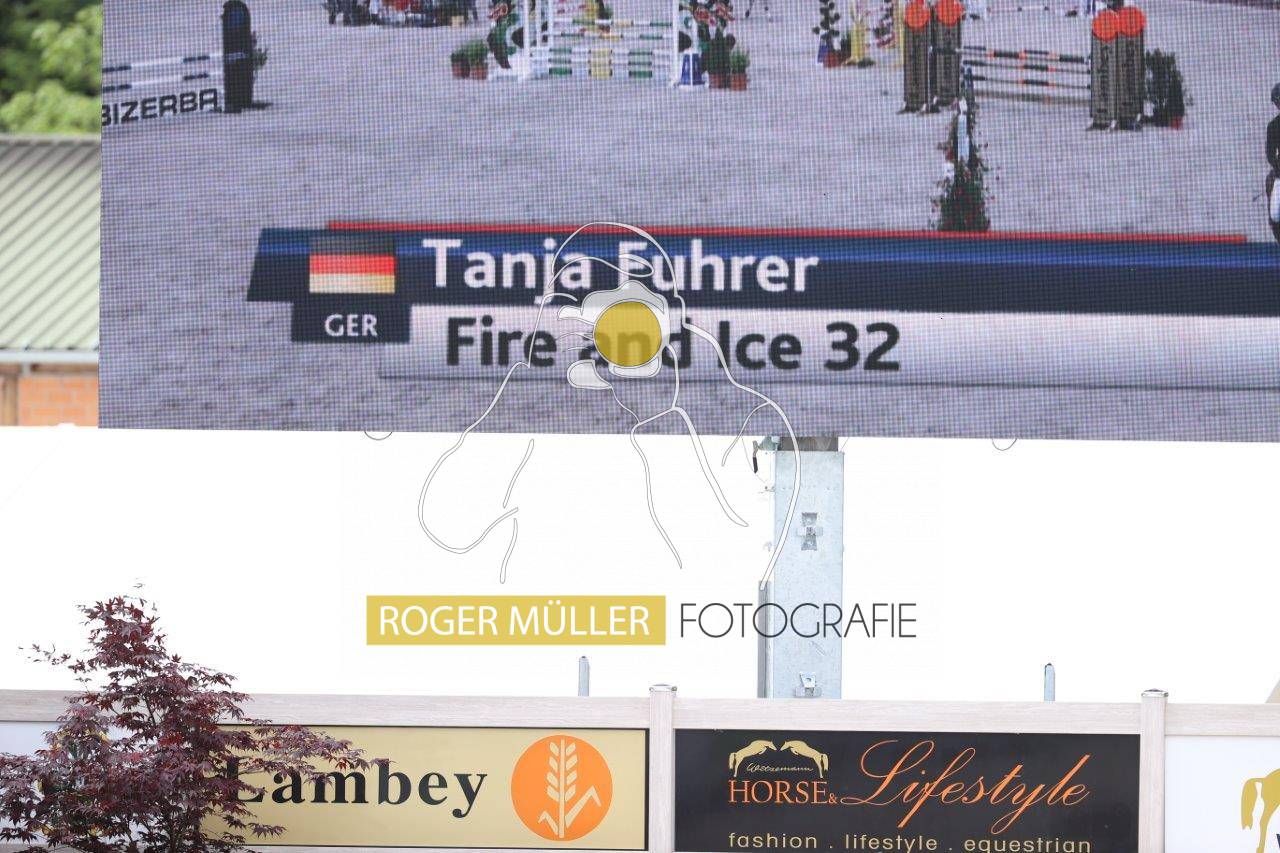 BIZERBA
Tanja Fuhrer
GER
Fire and Ice 32
ROGER MÜLLER FOTOGRAFIE
Lambey
HORSE & Lifestyle
fashion . lifestyle . equestrian